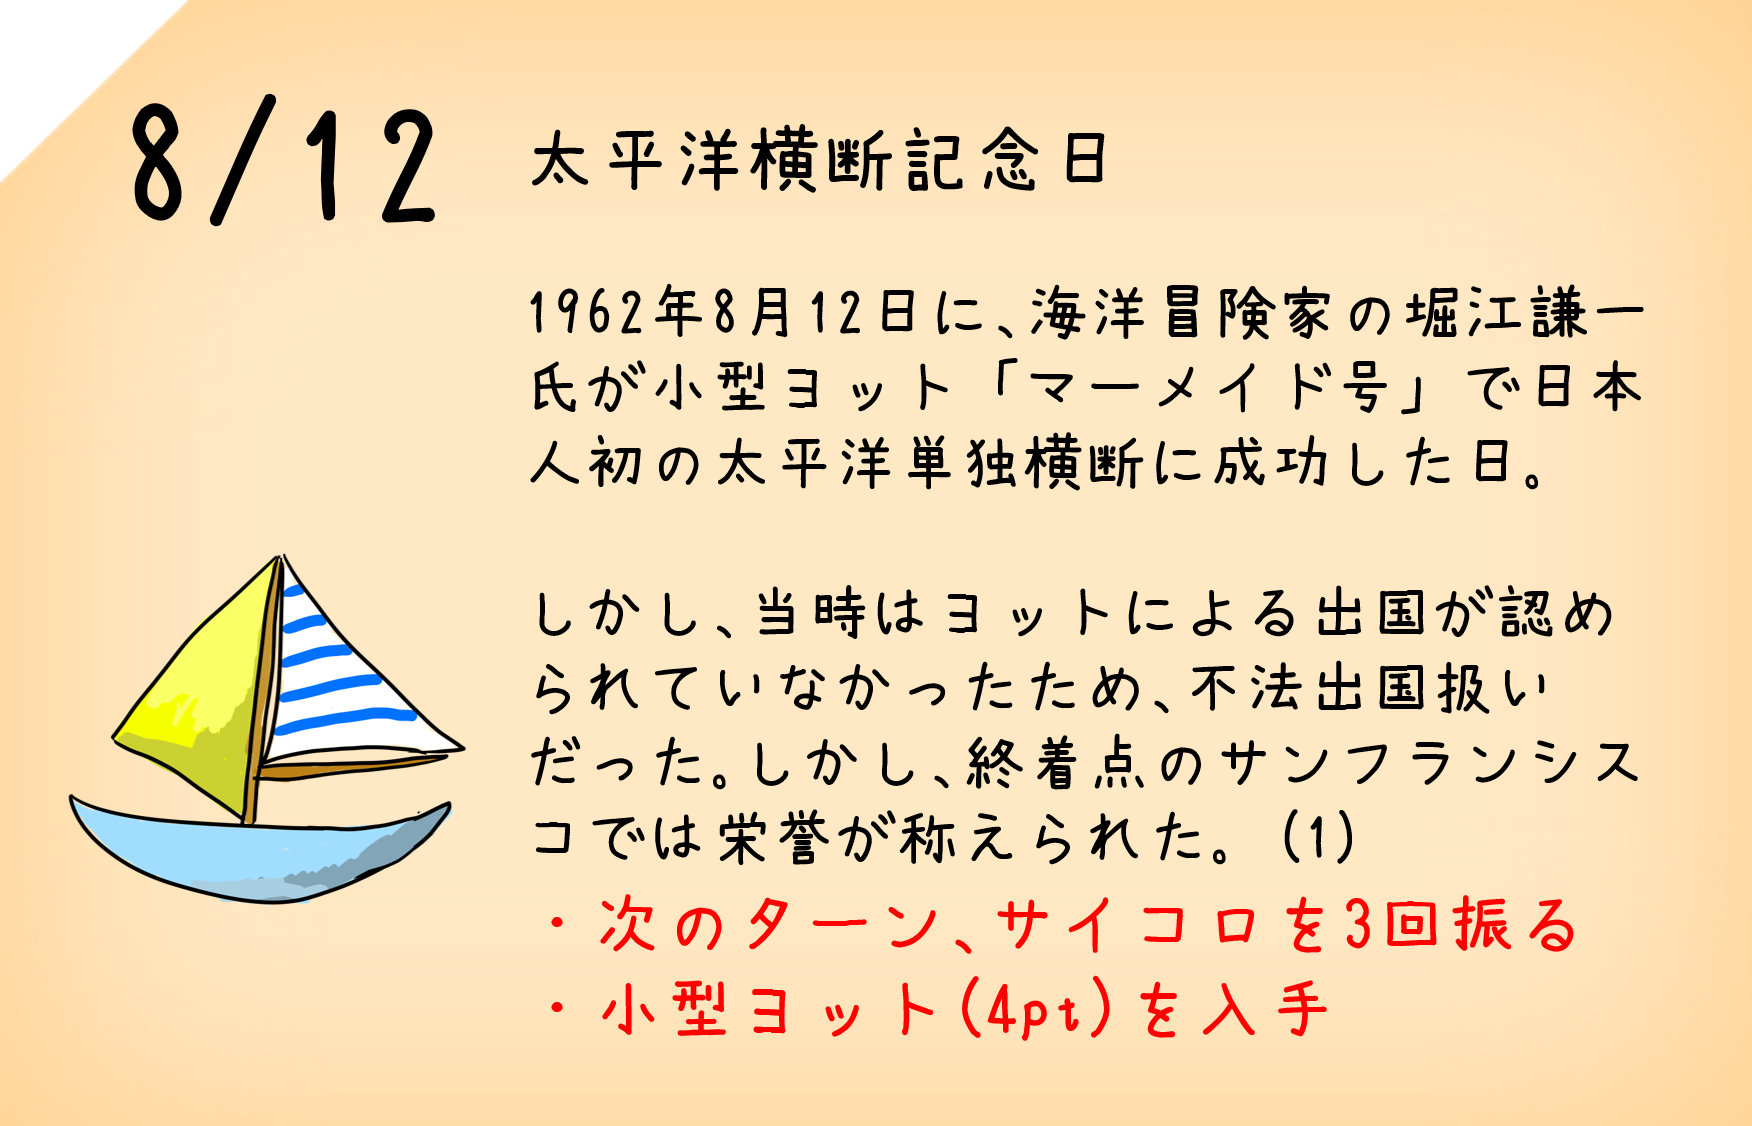 8/12 太平洋横断記念日
1962年8月12日に、海洋冒険家の堀江謙一
氏が小型ヨット「マーメイド号」で日本
人初の太平洋単独横断に成功した日。
しかし、当時はヨットによる出国が認め
られていなかったため、不法出国扱い
だった。しかし、終着点のサンフランシス
コでは栄誉が称えられた。(1)
・次のターン、サイコロを3回振る
・小型ヨット(4pt)を入手